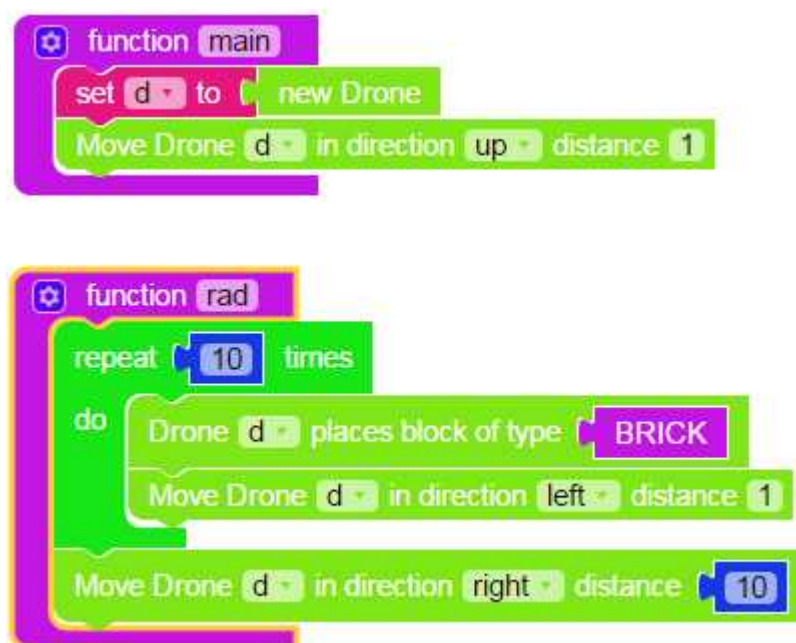 function main
set d to new Drone
Move Drone d in direction up distance 1
function rad
repeat 10 times
do
Drone d places block of type BRICK
Move Drone d in direction left distance 1
Move Drone d in direction right distance 10